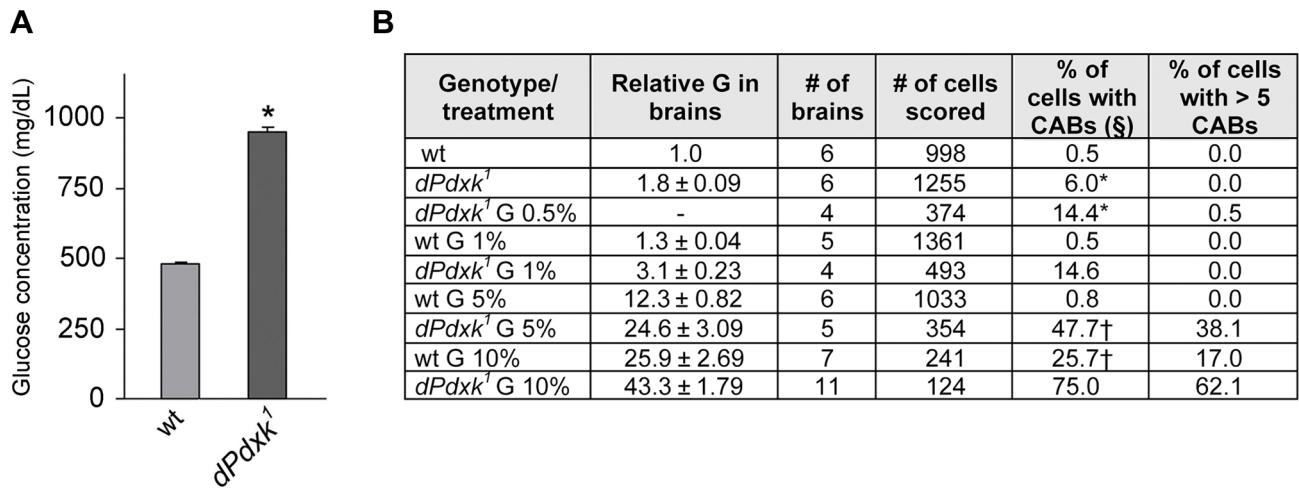 A
Glucose concentration (mg/dL)
1000
750
500
250
0
*
wt
dPdxk¹
B
Genotype/ treatment | Relative G in brains | # of brains | # of cells scored | % of cells with CABs (§) | % of cells with > 5 CABs
wt | 1.0 | 6 | 998 | 0.5 | 0.0
dPdxk¹ | 1.8 ± 0.09 | 6 | 1255 | 6.0* | 0.0
dPdxk¹ G 0.5% | - | 4 | 374 | 14.4* | 0.5
wt G 1% | 1.3 ± 0.04 | 5 | 1361 | 0.5 | 0.0
dPdxk¹ G 1% | 3.1 ± 0.23 | 4 | 493 | 14.6 | 0.0
wt G 5% | 12.3 ± 0.82 | 6 | 1033 | 0.8 | 0.0
dPdxk¹ G 5% | 24.6 ± 3.09 | 5 | 354 | 47.7† | 38.1
wt G 10% | 25.9 ± 2.69 | 7 | 241 | 25.7† | 17.0
dPdxk¹ G 10% | 43.3 ± 1.79 | 11 | 124 | 75.0 | 62.1